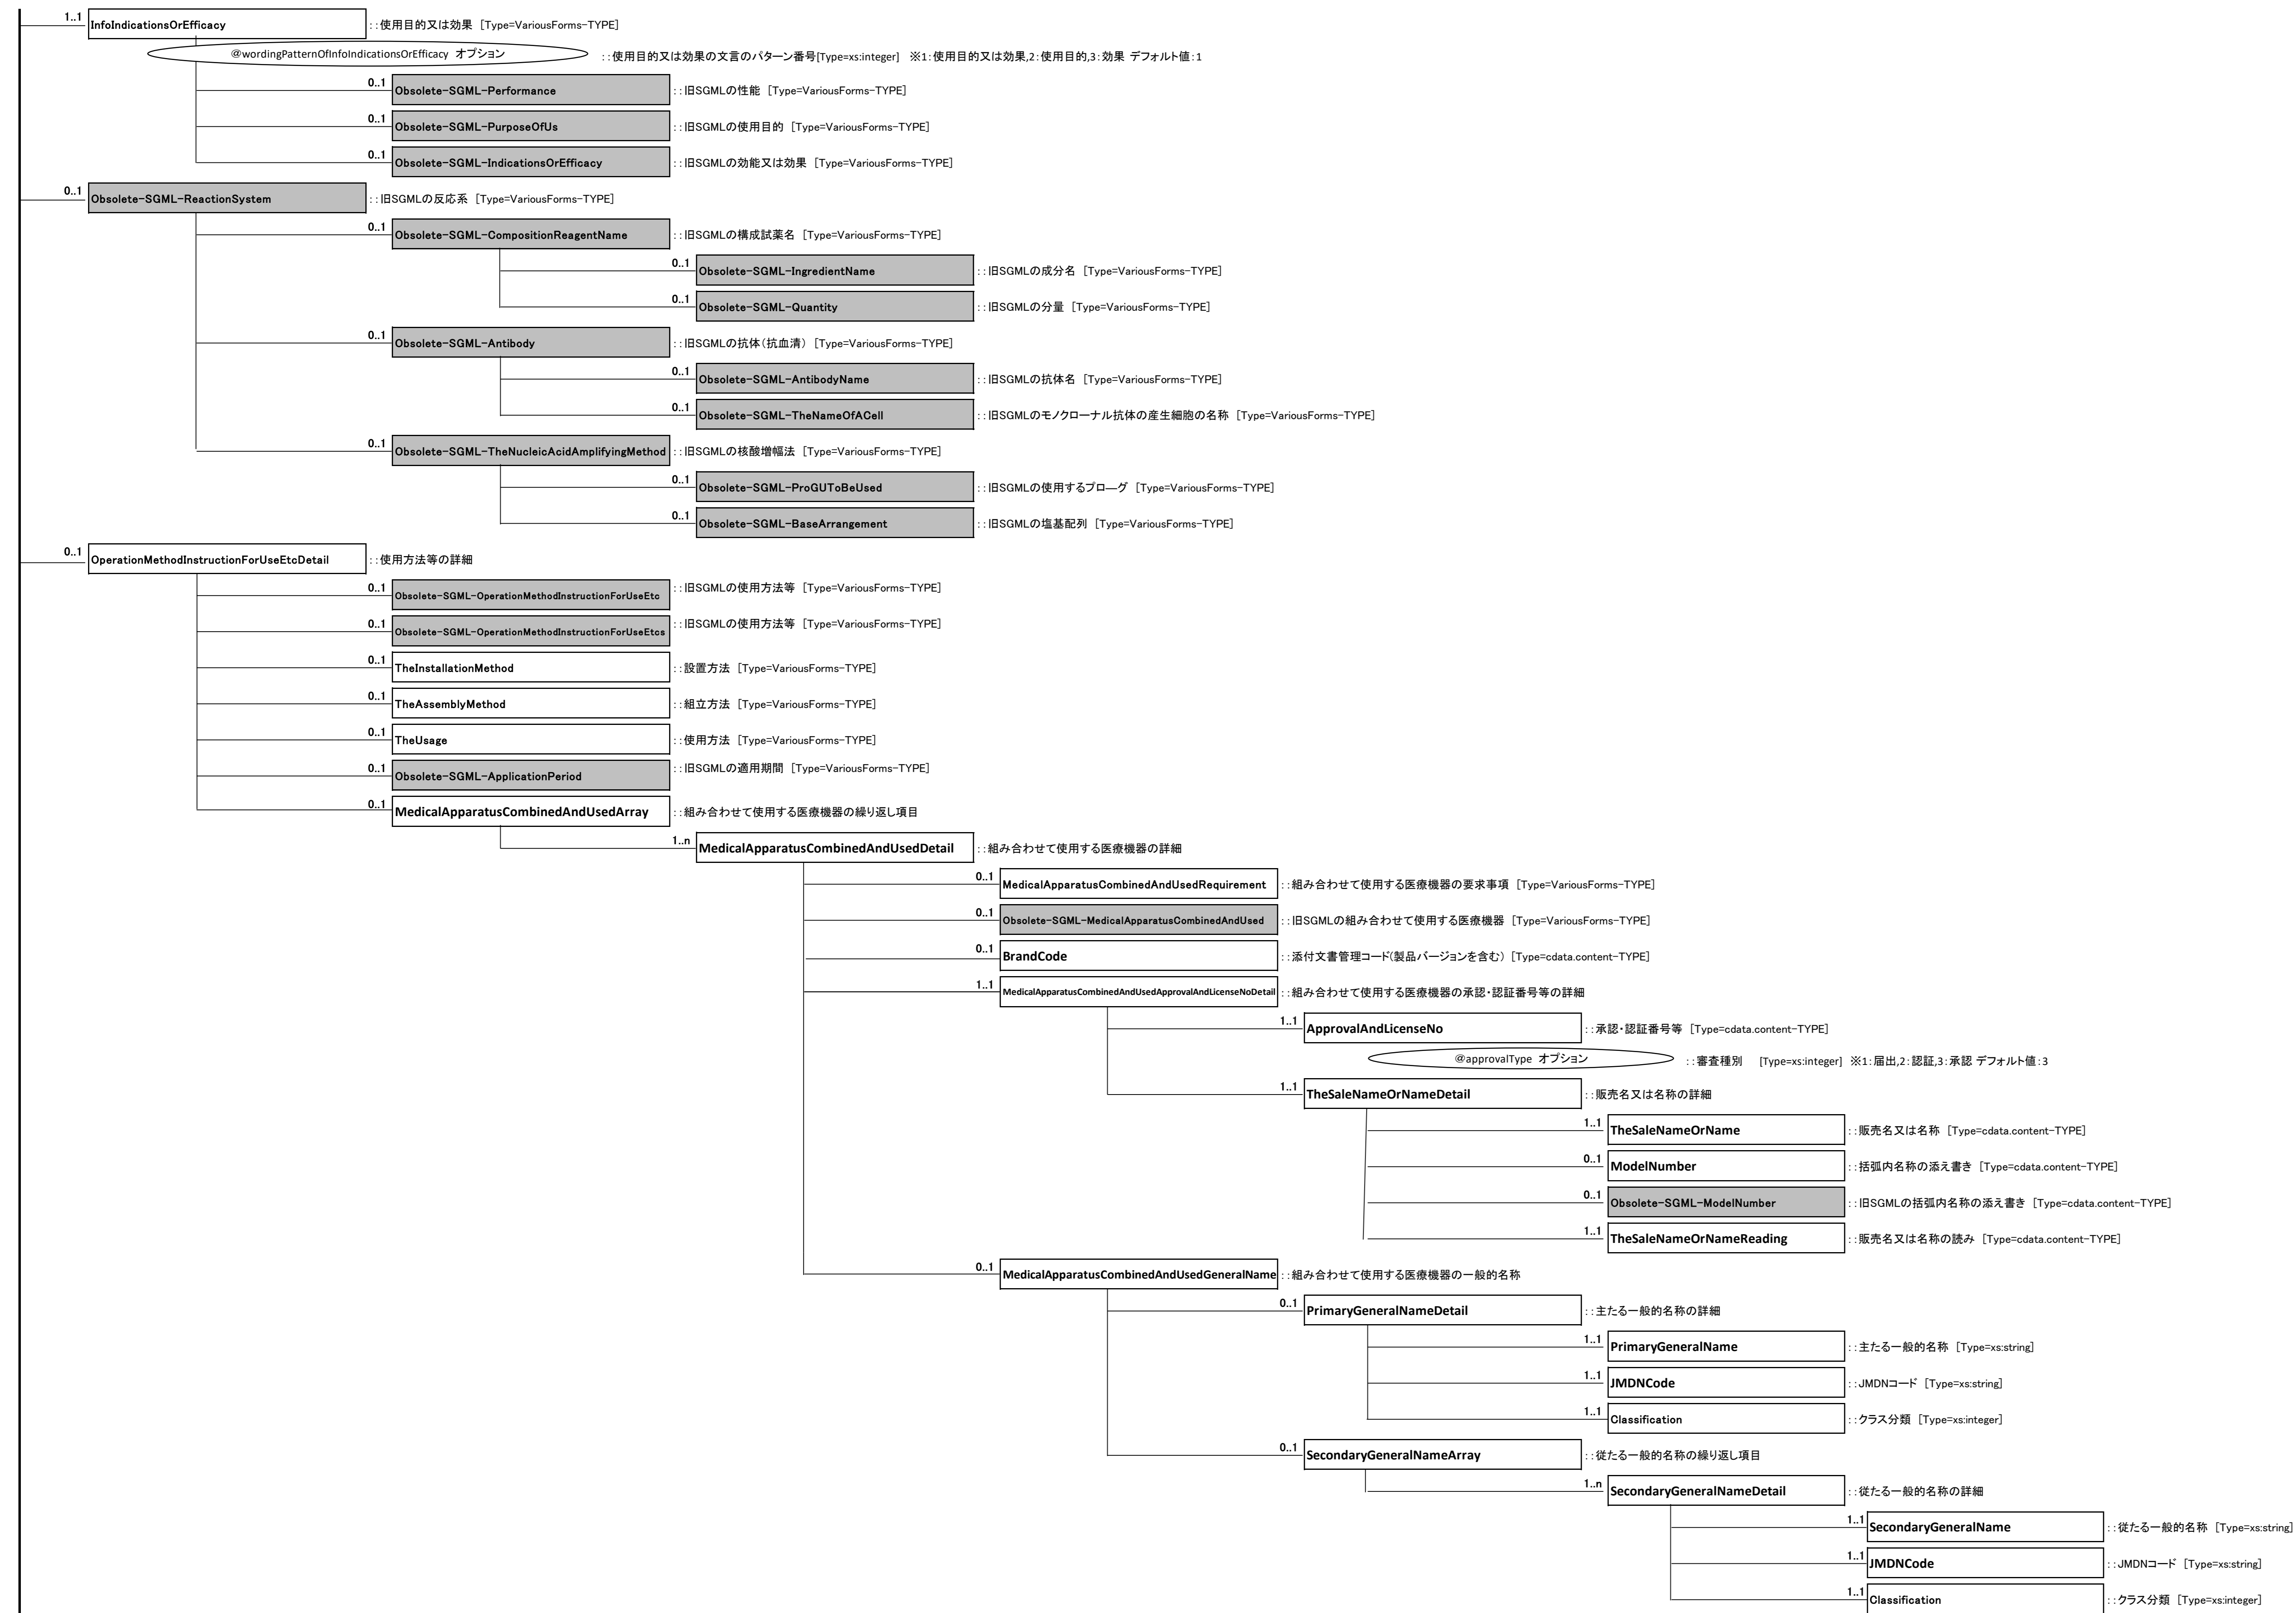 1..1 InfoIndicationsOrEfficacy ::使用目的又は効果 [Type=VariousForms-TYPE]
@wordingPatternOfInfoIndicationsOrEfficacy オプション ::使用目的又は効果の文言のパターン番号[Type=xs:integer] ※1:使用目的又は効果,2:使用目的,3:効果 デフォルト値:1
0..1 Obsolete-SGML-Performance ::旧SGMLの性能 [Type=VariousForms-TYPE]
0..1 Obsolete-SGML-PurposeOfUs ::旧SGMLの使用目的 [Type=VariousForms-TYPE]
0..1 Obsolete-SGML-IndicationsOrEfficacy ::旧SGMLの効能又は効果 [Type=VariousForms-TYPE]
0..1 Obsolete-SGML-ReactionSystem ::旧SGMLの反応系 [Type=VariousForms-TYPE]
0..1 Obsolete-SGML-CompositionReagentName ::旧SGMLの構成試薬名 [Type=VariousForms-TYPE]
0..1 Obsolete-SGML-IngredientName ::旧SGMLの成分名 [Type=VariousForms-TYPE]
0..1 Obsolete-SGML-Quantity ::旧SGMLの分量 [Type=VariousForms-TYPE]
0..1 Obsolete-SGML-Antibody ::旧SGMLの抗体(抗血清) [Type=VariousForms-TYPE]
0..1 Obsolete-SGML-AntibodyName ::旧SGMLの抗体名 [Type=VariousForms-TYPE]
0..1 Obsolete-SGML-TheNameOfACell ::旧SGMLのモノクローナル抗体の産生細胞の名称 [Type=VariousForms-TYPE]
0..1 Obsolete-SGML-TheNucleicAcidAmplifyingMethod ::旧SGMLの核酸増幅法 [Type=VariousForms-TYPE]
0..1 Obsolete-SGML-ProGUToBeUsed ::旧SGMLの使用するプロ―グ [Type=VariousForms-TYPE]
0..1 Obsolete-SGML-BaseArrangement ::旧SGMLの塩基配列 [Type=VariousForms-TYPE]
0..1 OperationMethodInstructionForUseEtcDetail ::使用方法等の詳細
0..1 Obsolete-SGML-OperationMethodInstructionForUseEtc ::旧SGMLの使用方法等 [Type=VariousForms-TYPE]
0..1 Obsolete-SGML-OperationMethodInstructionForUseEtcs ::旧SGMLの使用方法等 [Type=VariousForms-TYPE]
0..1 TheInstallationMethod ::設置方法 [Type=VariousForms-TYPE]
0..1 TheAssemblyMethod ::組立方法 [Type=VariousForms-TYPE]
0..1 TheUsage ::使用方法 [Type=VariousForms-TYPE]
0..1 Obsolete-SGML-ApplicationPeriod ::旧SGMLの適用期間 [Type=VariousForms-TYPE]
0..1 MedicalApparatusCombinedAndUsedArray ::組み合わせて使用する医療機器の繰り返し項目
1..n MedicalApparatusCombinedAndUsedDetail ::組み合わせて使用する医療機器の詳細
0..1 MedicalApparatusCombinedAndUsedRequirement ::組み合わせて使用する医療機器の要求事項 [Type=VariousForms-TYPE]
0..1 Obsolete-SGML-MedicalApparatusCombinedAndUsed ::旧SGMLの組み合わせて使用する医療機器 [Type=VariousForms-TYPE]
0..1 BrandCode ::添付文書管理コード(製品バージョンを含む) [Type=cdata.content-TYPE]
1..1 MedicalApparatusCombinedAndUsedApprovalAndLicenseNoDetail ::組み合わせて使用する医療機器の承認・認証番号等の詳細
1..1 ApprovalAndLicenseNo ::承認・認証番号等 [Type=cdata.content-TYPE]
@approvalType オプション ::審査種別 [Type=xs:integer] ※1:届出,2:認証,3:承認 デフォルト値:3
1..1 TheSaleNameOrNameDetail ::販売名又は名称の詳細
1..1 TheSaleNameOrName ::販売名又は名称 [Type=cdata.content-TYPE]
0..1 ModelNumber ::括弧内名称の添え書き [Type=cdata.content-TYPE]
0..1 Obsolete-SGML-ModelNumber ::旧SGMLの括弧内名称の添え書き [Type=cdata.content-TYPE]
1..1 TheSaleNameOrNameReading ::販売名又は名称の読み [Type=cdata.content-TYPE]
0..1 MedicalApparatusCombinedAndUsedGeneralName ::組み合わせて使用する医療機器の一般的名称
0..1 PrimaryGeneralNameDetail ::主たる一般的名称の詳細
1..1 PrimaryGeneralName ::主たる一般的名称 [Type=xs:string]
1..1 JMDNCode ::JMDNコード [Type=xs:string]
1..1 Classification ::クラス分類 [Type=xs:integer]
0..1 SecondaryGeneralNameArray ::従たる一般的名称の繰り返し項目
1..n SecondaryGeneralNameDetail ::従たる一般的名称の詳細
1..1 SecondaryGeneralName ::従たる一般的名称 [Type=xs:string]
1..1 JMDNCode ::JMDNコード [Type=xs:string]
1..1 Classification ::クラス分類 [Type=xs:integer]